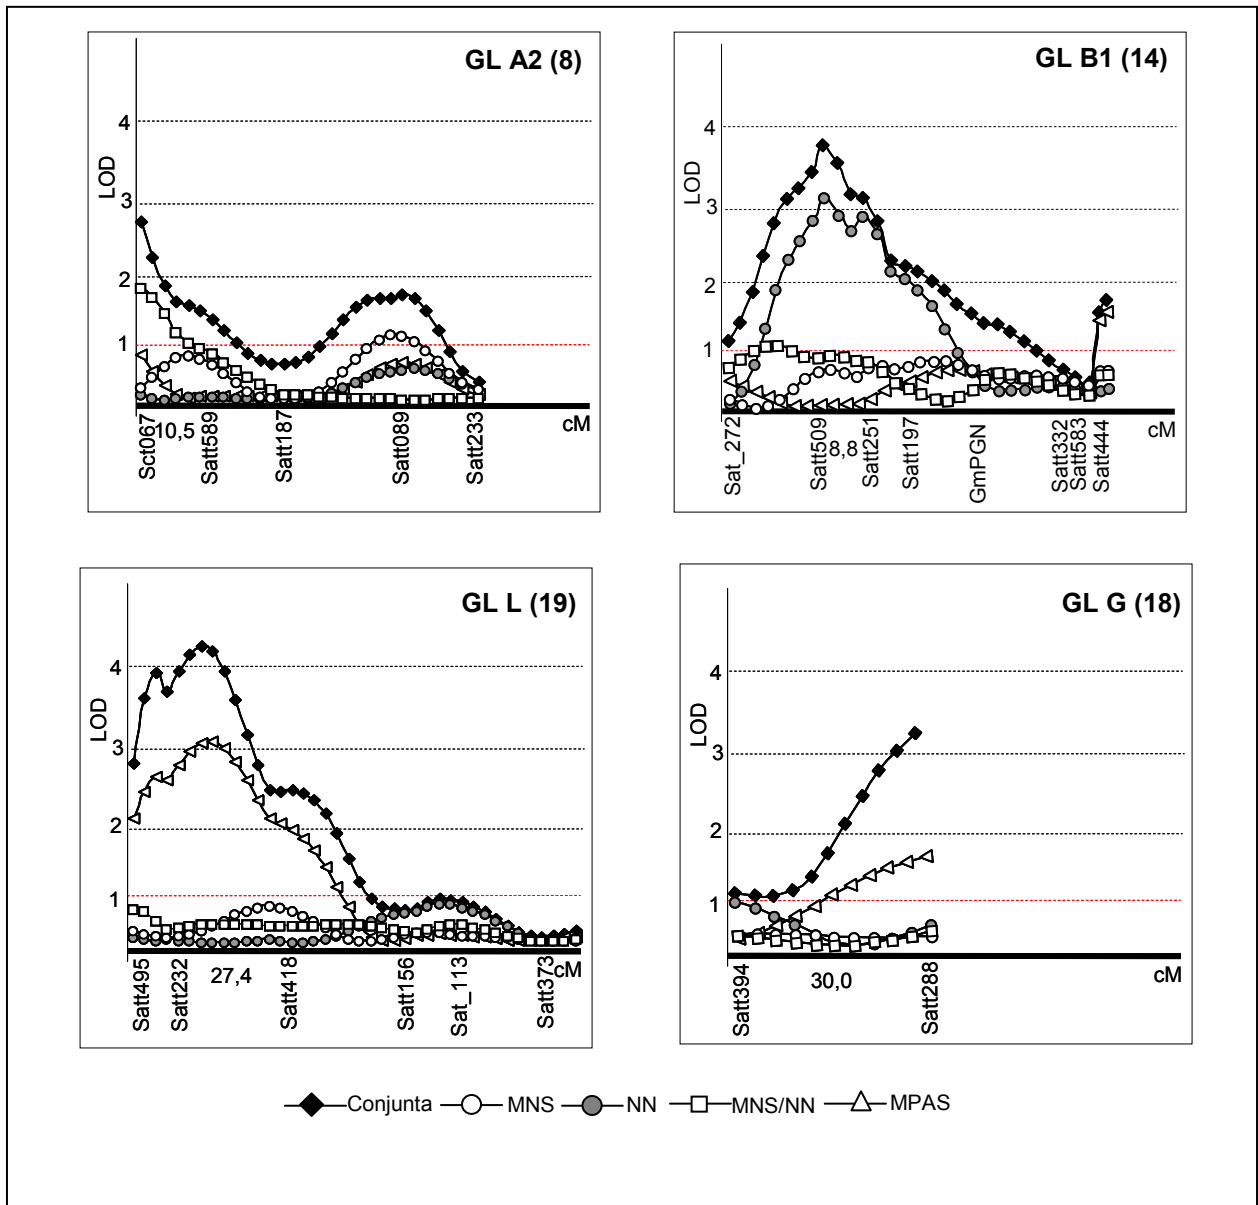 GL A2 (8)
4
3
2
1
LOD
cM
Sct067
10,5
Satt589
Satt187
Satt089
Satt233
GL B1 (14)
4
3
2
1
LOD
cM
Sat_272
Satt509
8,8
Satt251
Satt197
GmPGN
Satt332
Satt583
Satt444
GL L (19)
4
3
2
1
LOD
cM
Satt495
Satt232
27,4
Satt418
Satt156
Sat_113
Satt373
GL G (18)
4
3
2
1
LOD
cM
Satt394
30,0
Satt288
Conjunta MNS NN MNS/NN MPAS